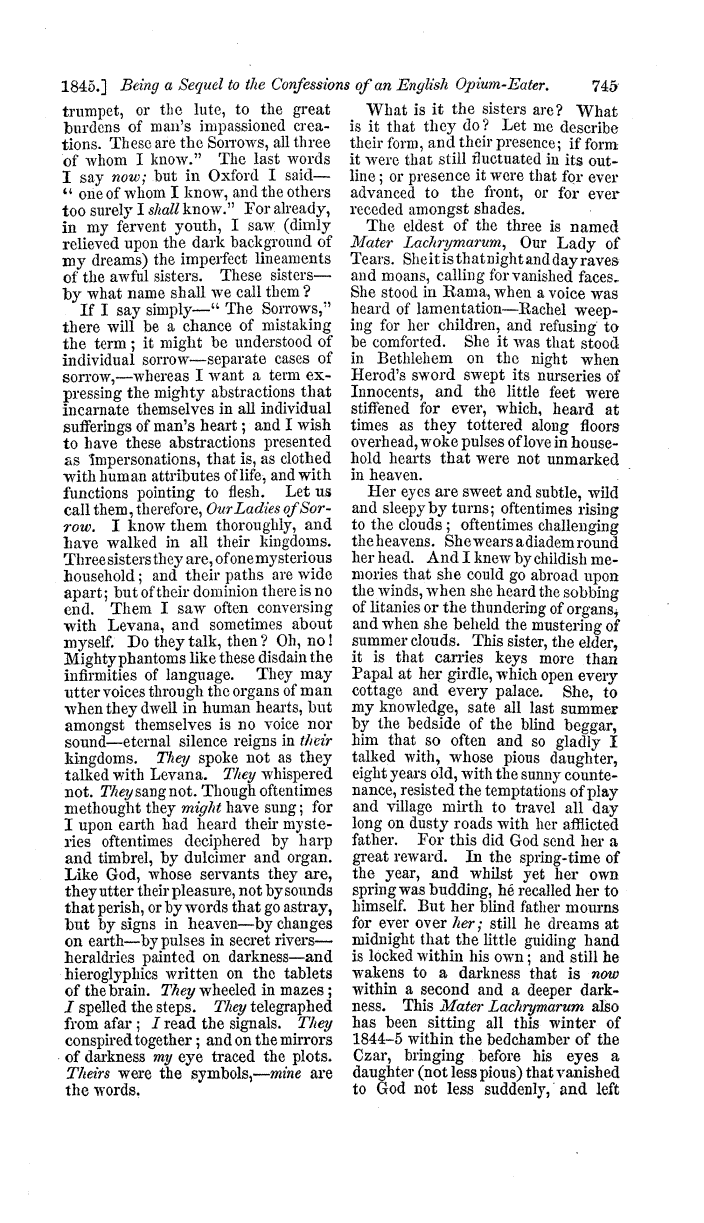 1845.] Being a Sequel to the Confessions of an English Opium-Eater. 745
trumpet, or the lute, to the great
burdens of man's impassioned crea-
tions. These are the Sorrows, all three
of whom I know." The last words
I say now; but in Oxford I said—
"one of whom I know, and the others
too surely I shall know." For already,
in my fervent youth, I saw (dimly
relieved upon the dark background of
my dreams) the imperfect lineaments
of the awful sisters. These sisters—
by what name shall we call them?
If I say simply—"The Sorrows,"
there will be a chance of mistaking
the term; it might be understood of
individual sorrow—separate cases of
sorrow,—whereas I want a term ex-
pressing the mighty abstractions that
incarnate themselves in all individual
sufferings of man's heart; and I wish
to have these abstractions presented
as impersonations, that is, as clothed
with human attributes of life, and with
functions pointing to flesh. Let us
call them, therefore, Our Ladies of Sor-
row. I know them thoroughly, and
have walked in all their kingdoms.
Three sisters they are, of one mysterious
household; and their paths are wide
apart; but of their dominion there is no
end. Them I saw often conversing
with Levana, and sometimes about
myself. Do they talk, then? Oh, no!
Mighty phantoms like these disdain the
infirmities of language. They may
utter voices through the organs of man
when they dwell in human hearts, but
amongst themselves is no voice nor
sound—eternal silence reigns in their
kingdoms. They spoke not as they
talked with Levana. They whispered
not. They sang not. Though oftentimes
methought they might have sung; for
I upon earth had heard their myste-
ries oftentimes deciphered by harp
and timbrel, by dulcimer and organ.
Like God, whose servants they are,
they utter their pleasure, not by sounds
that perish, or by words that go astray,
but by signs in heaven—by changes
on earth—by pulses in secret rivers—
heraldries painted on darkness—and
hieroglyphics written on the tablets
of the brain. They wheeled in mazes;
I spelled the steps. They telegraphed
from afar; I read the signals. They
conspired together; and on the mirrors
of darkness my eye traced the plots.
Theirs were the symbols,—mine are
the words.
What is it the sisters are? What
is it that they do? Let me describe
their form, and their presence; if form
it were that still fluctuated in its out-
line; or presence it were that for ever
advanced to the front, or for ever
receded amongst shades.
The eldest of the three is named
Mater Lachrymarum, Our Lady of
Tears. She it is that night and day raves
and moans, calling for vanished faces.
She stood in Rama, when a voice was
heard of lamentation—Rachel weep-
ing for her children, and refusing to
be comforted. She it was that stood
in Bethlehem on the night when
Herod's sword swept its nurseries of
Innocents, and the little feet were
stiffened for ever, which, heard at
times as they tottered along floors
overhead, woke pulses of love in house-
hold hearts that were not unmarked
in heaven.
Her eyes are sweet and subtle, wild
and sleepy by turns; oftentimes rising
to the clouds; oftentimes challenging
the heavens. She wears a diadem round
her head. And I knew by childish me-
mories that she could go abroad upon
the winds, when she heard the sobbing
of litanies or the thundering of organs,
and when she beheld the mustering of
summer clouds. This sister, the elder,
it is that carries keys more than
Papal at her girdle, which open every
cottage and every palace. She, to
my knowledge, sate all last summer
by the bedside of the blind beggar,
him that so often and so gladly I
talked with, whose pious daughter,
eight years old, with the sunny counte-
nance, resisted the temptations of play
and village mirth to travel all day
long on dusty roads with her afflicted
father. For this did God send her a
great reward. In the spring-time of
the year, and whilst yet her own
spring was budding, he recalled her to
himself. But her blind father mourns
for ever over her; still he dreams at
midnight that the little guiding hand
is locked within his own; and still he
wakens to a darkness that is now
within a second and a deeper dark-
ness. This Mater Lachrymarum also
has been sitting all this winter of
1844-5 within the bedchamber of the
Czar, bringing before his eyes a
daughter (not less pious) that vanished
to God not less suddenly, and left